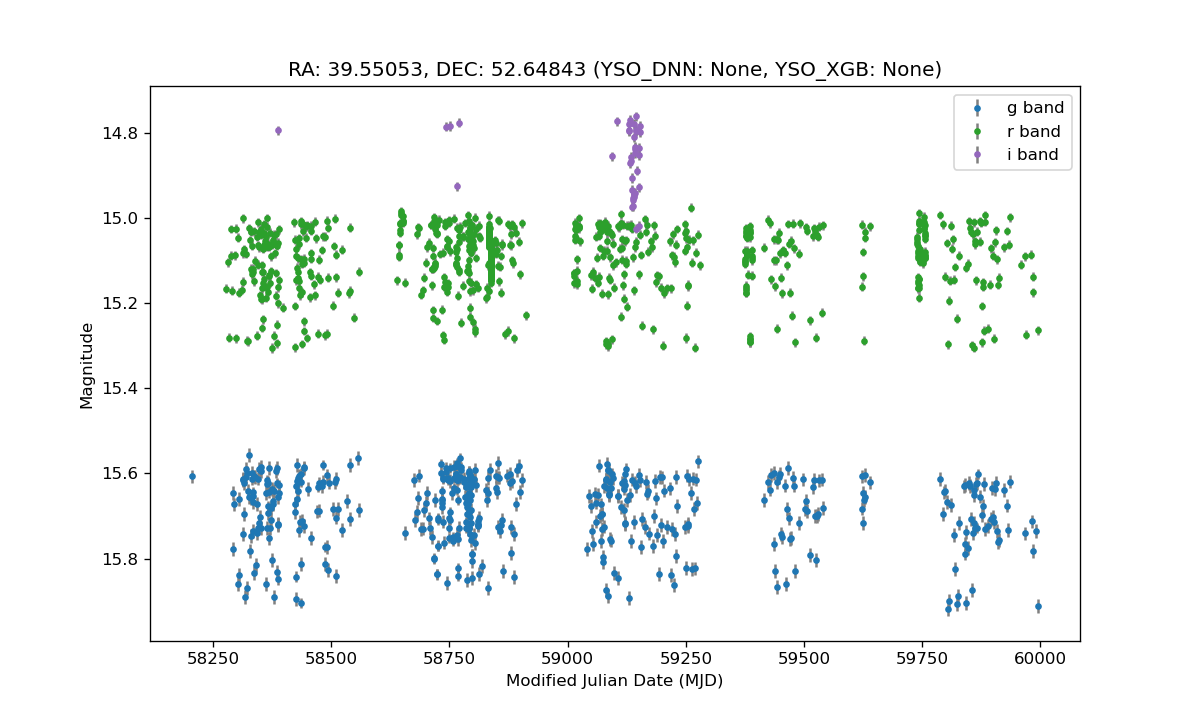 RA: 39.55053, DEC: 52.64843 (YSO_DNN: None, YSO_XGB: None)
g band
r band
i band
14.8
15.0
15.2
15.4
15.6
15.8
Magnitude
58250 58500 58750 59000 59250 59500 59750 60000
Modified Julian Date (MJD)